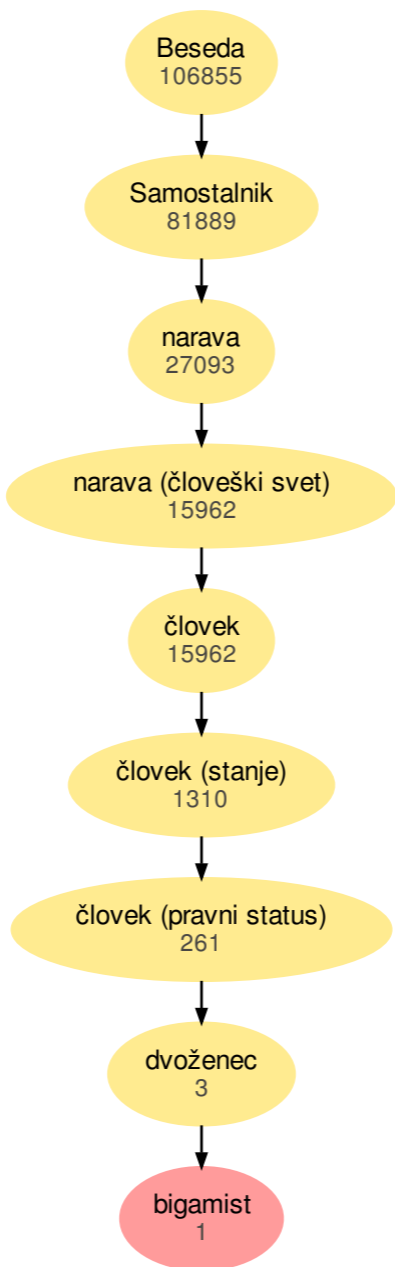 Beseda
106855
Samostalnik
81889
narava
27093
narava (človeški svet)
15962
človek
15962
človek (stanje)
1310
človek (pravni status)
261
dvoženec
3
bigamist
1